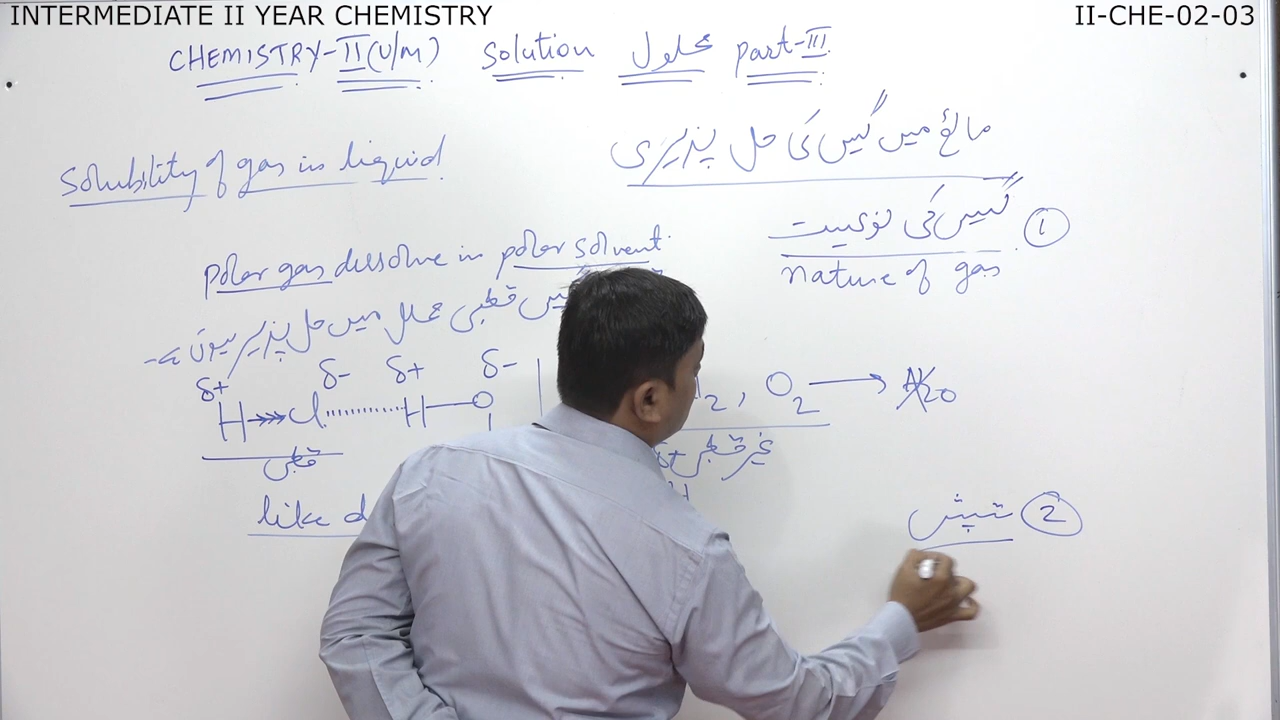 INTERMEDIATE II YEAR CHEMISTRY
II-CHE-02-03
CHEMISTRY-II (U/M) Solution محلول part-III
Solubility of gas in liquid
مائع میں گیس کی حل پذیری
گیس کی نوعیت ①
nature of gas
polar gas dissolve in polar solvent
قطبی محلل میں حل پذیر ہوتی ہے-
δ+ δ- δ+ δ-
H Cl H O
قطبی
2, O2 → H2O
غیر قطبی
like d
تپش ②